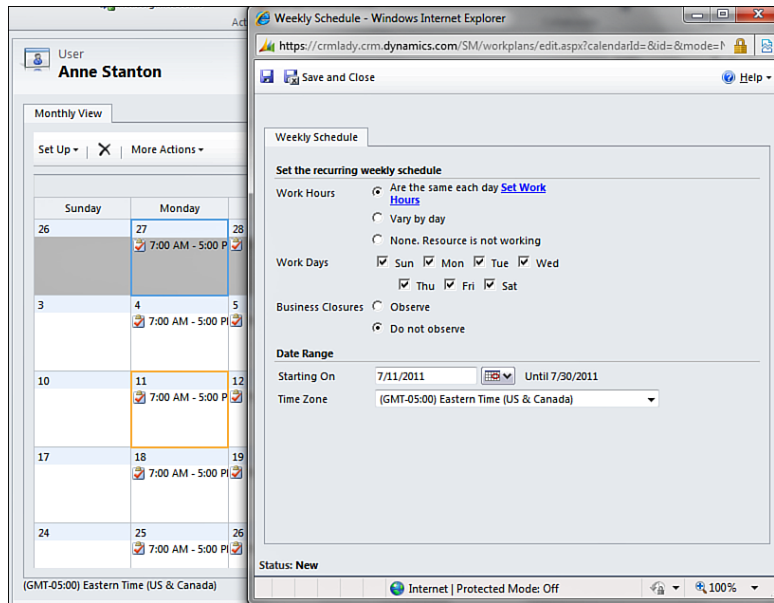 Act
User
Anne Stanton
Monthly View
Set Up
More Actions
Sunday Monday
26 27 28
7:00 AM - 5:00 P
3 4 5
7:00 AM - 5:00 P
10 11 12
7:00 AM - 5:00 P
17 18 19
7:00 AM - 5:00 P
24 25 26
7:00 AM - 5:00 P
(GMT-05:00) Eastern Time (US & Canada)
Weekly Schedule - Windows Internet Explorer
https://crmlady.crm.dynamics.com/SM/workplans/edit.aspx?calendarId=&id=&mode=N
Save and Close Help
Weekly Schedule
Set the recurring weekly schedule
Work Hours Are the same each day Set Work
Hours
Vary by day
None. Resource is not working
Work Days Sun Mon Tue Wed
Thu Fri Sat
Business Closures Observe
Do not observe
Date Range
Starting On 7/11/2011 Until 7/30/2011
Time Zone (GMT-05:00) Eastern Time (US & Canada)
Status: New
Internet | Protected Mode: Off 100%